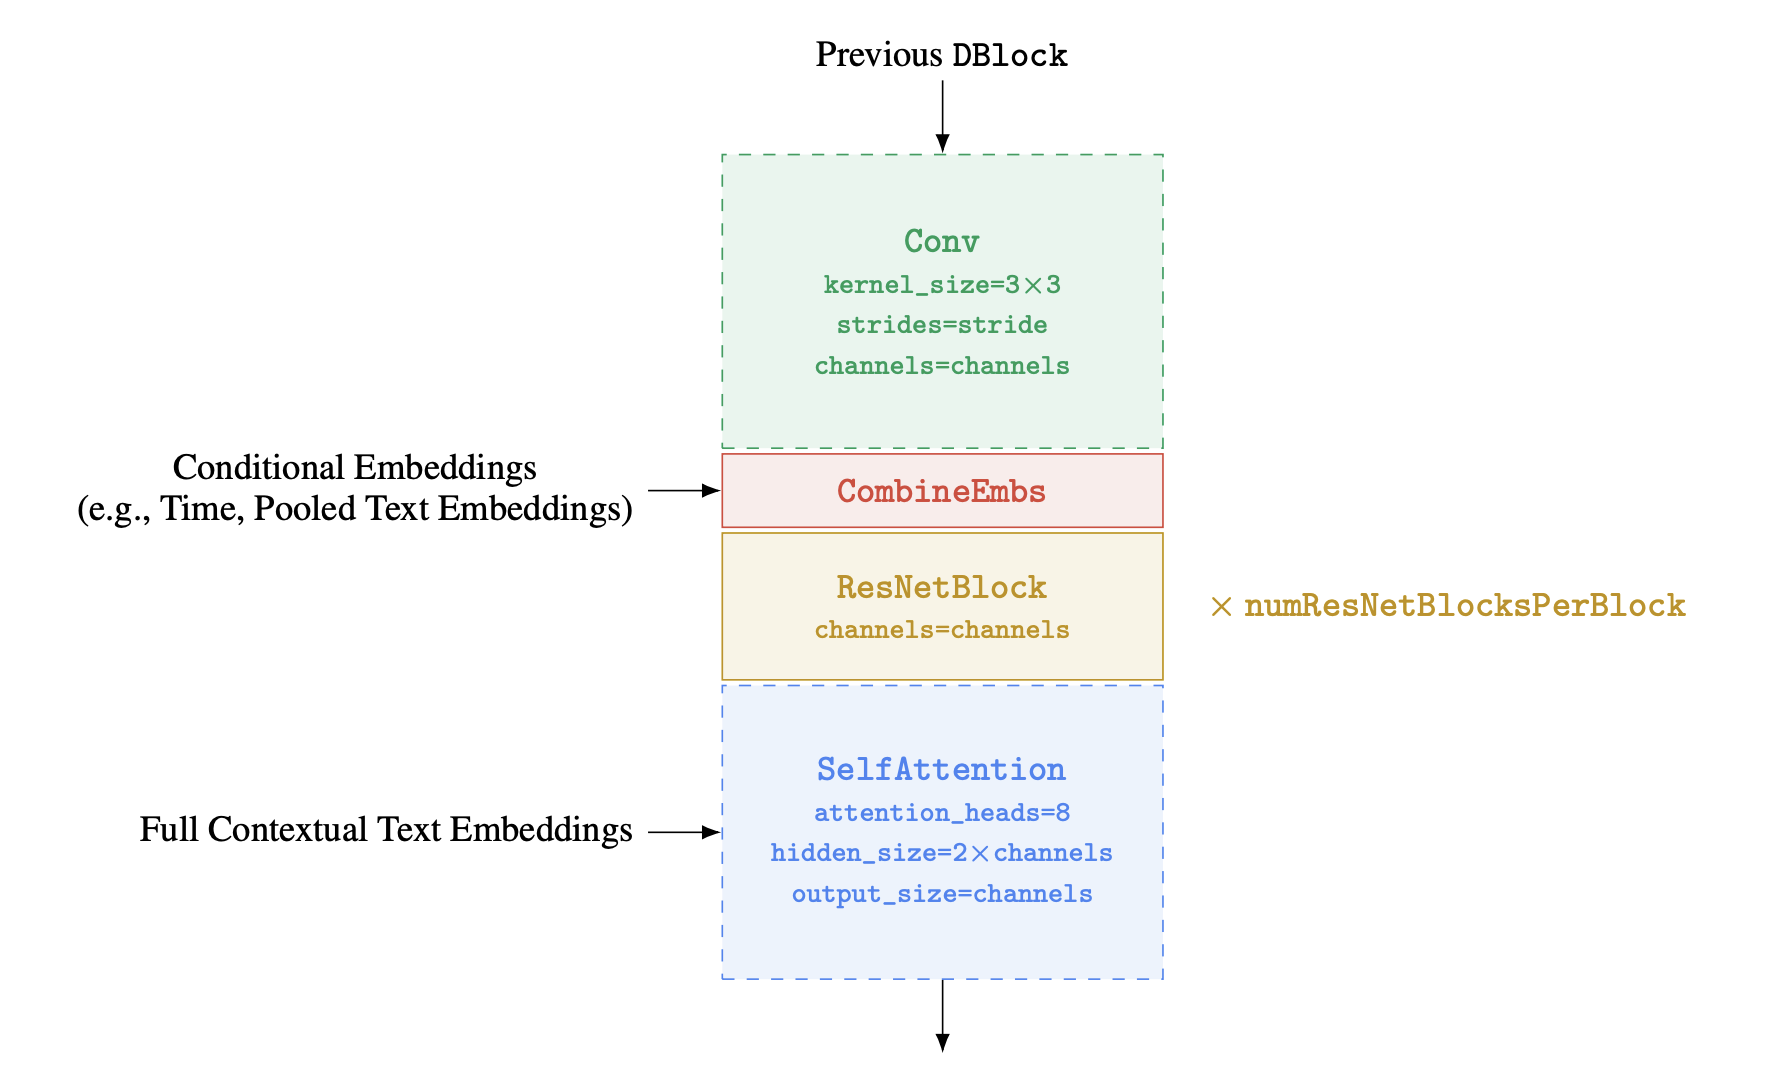 Previous DBlock
Conv
kernel_size=3×3
strides=stride
channels=channels
Conditional Embeddings
(e.g., Time, Pooled Text Embeddings)
CombineEmbs
ResNetBlock
channels=channels
× numResNetBlocksPerBlock
SelfAttention
attention_heads=8
hidden_size=2×channels
output_size=channels
Full Contextual Text Embeddings